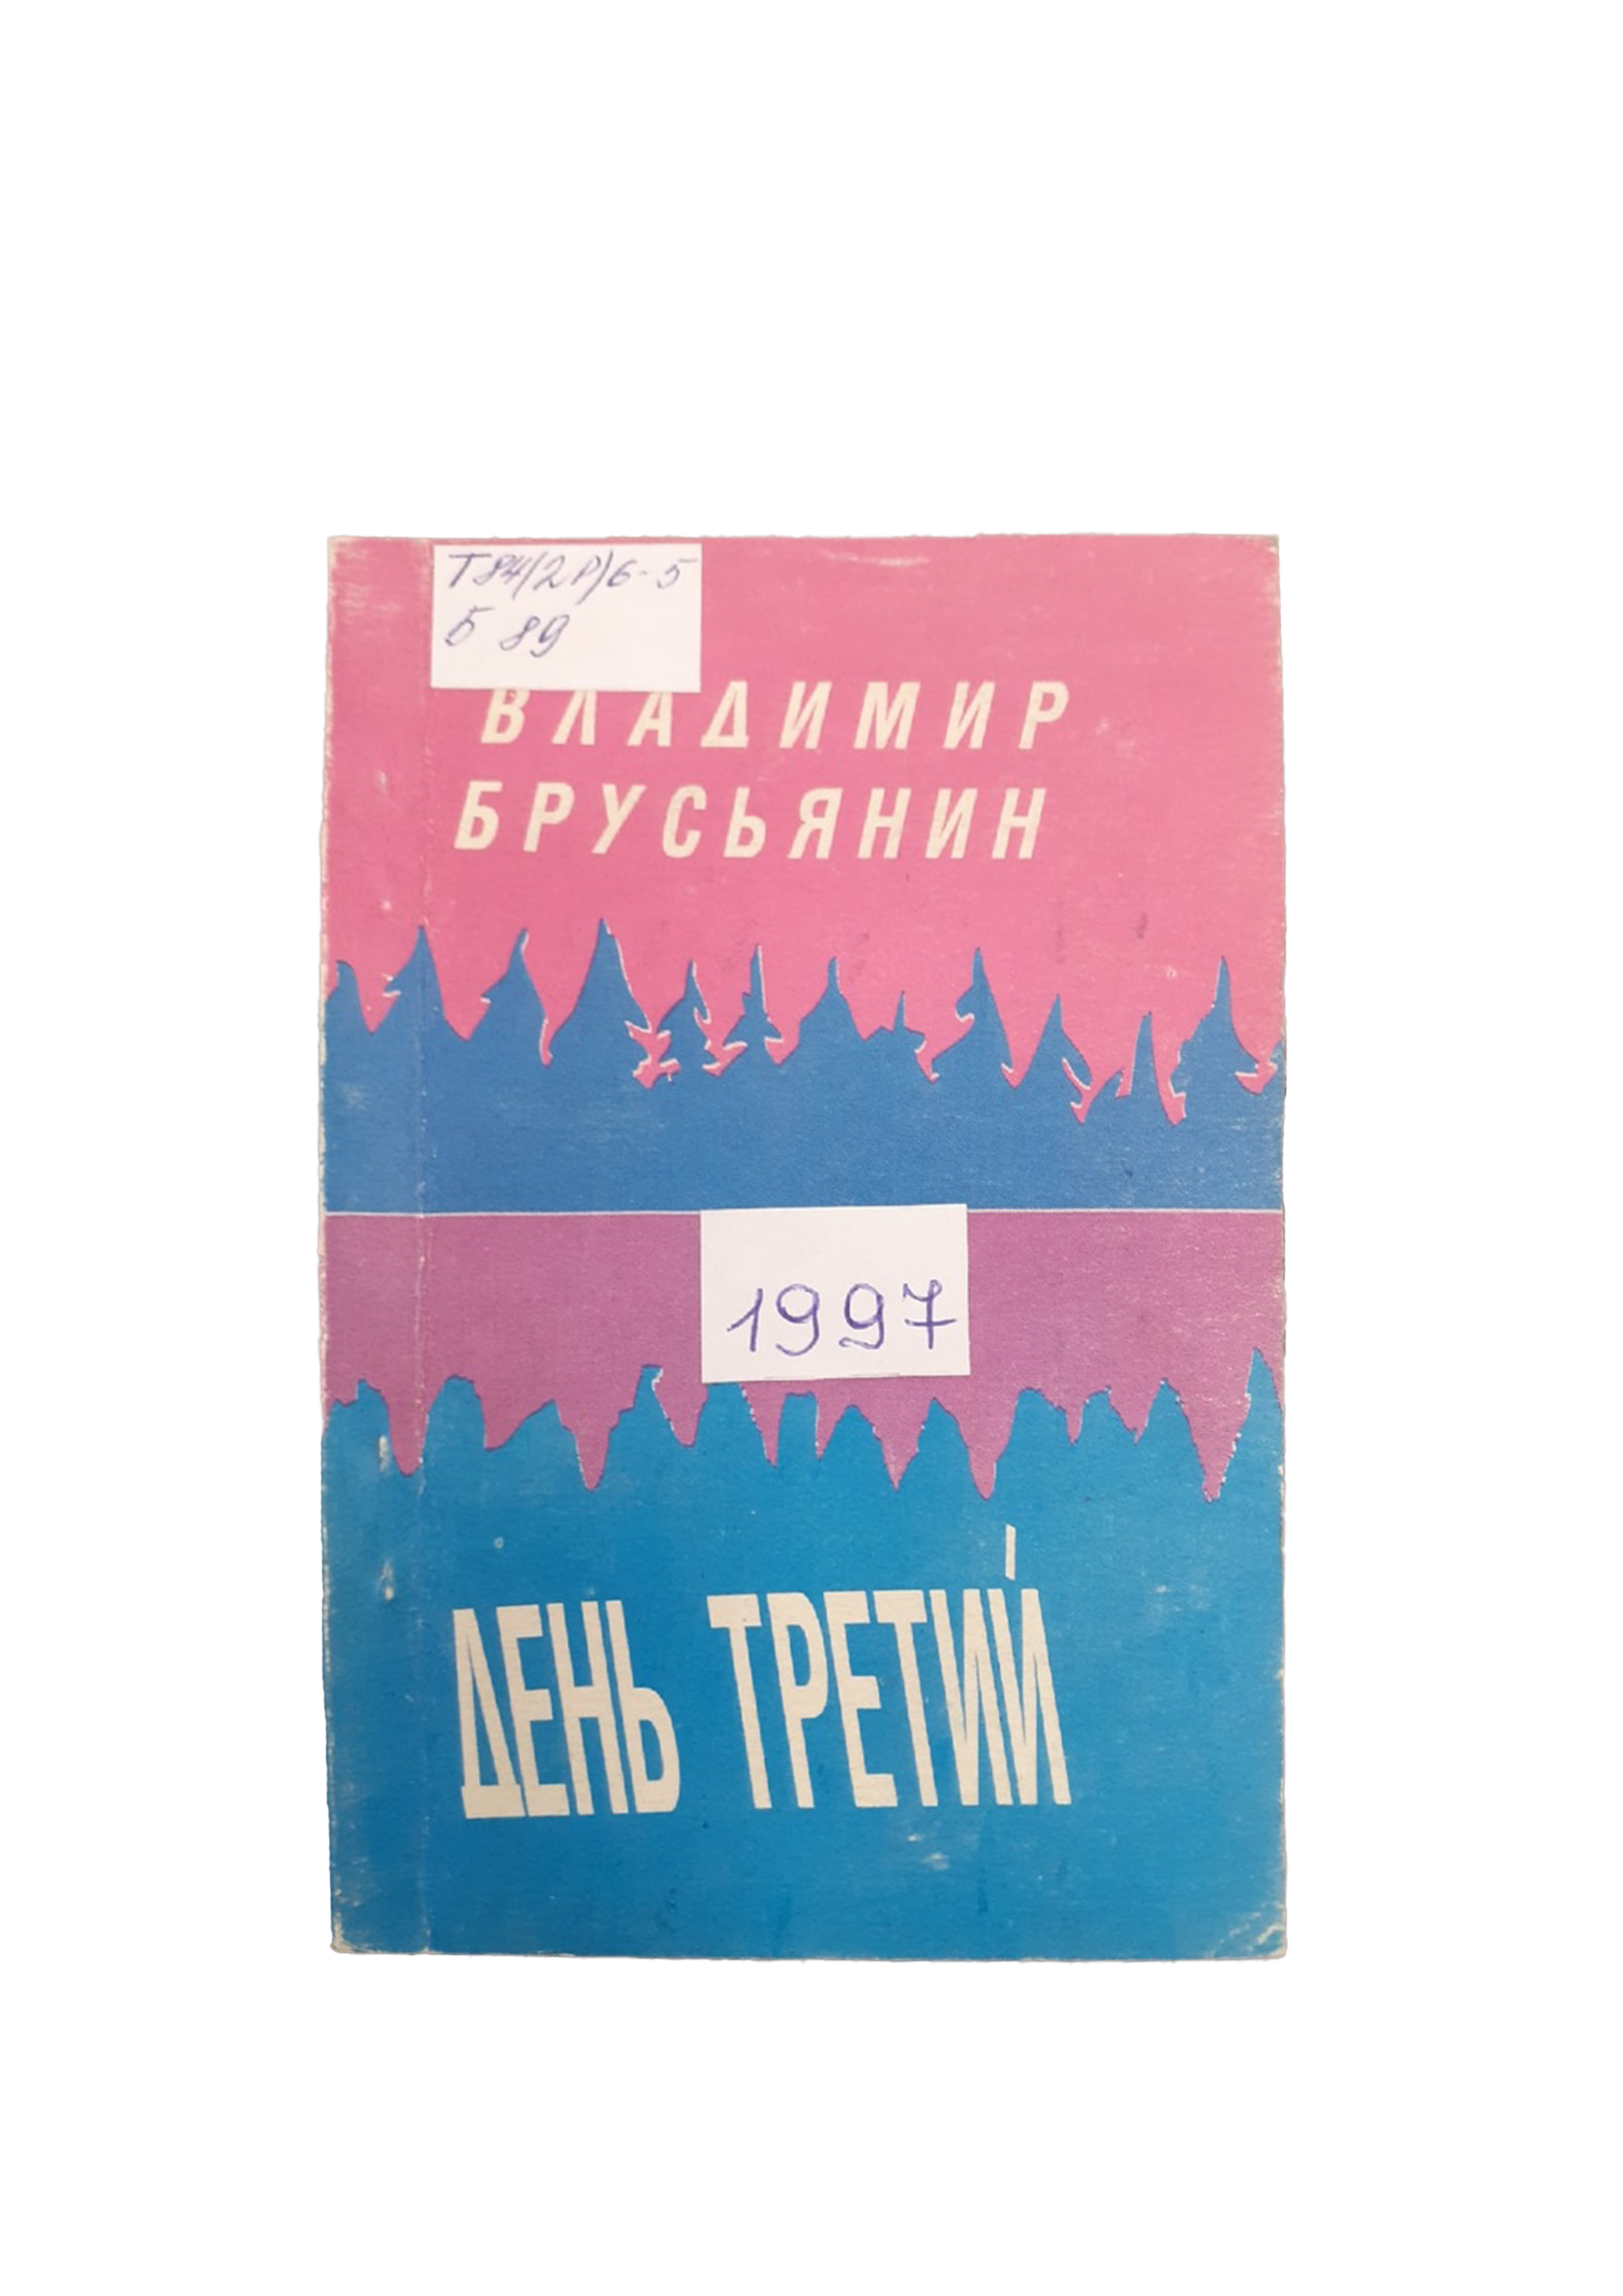 Т84(2Р)6-5
Б 89
ВЛАДИМИР
БРУСЬЯНИН
1997
ДЕНЬ ТРЕТИЙ